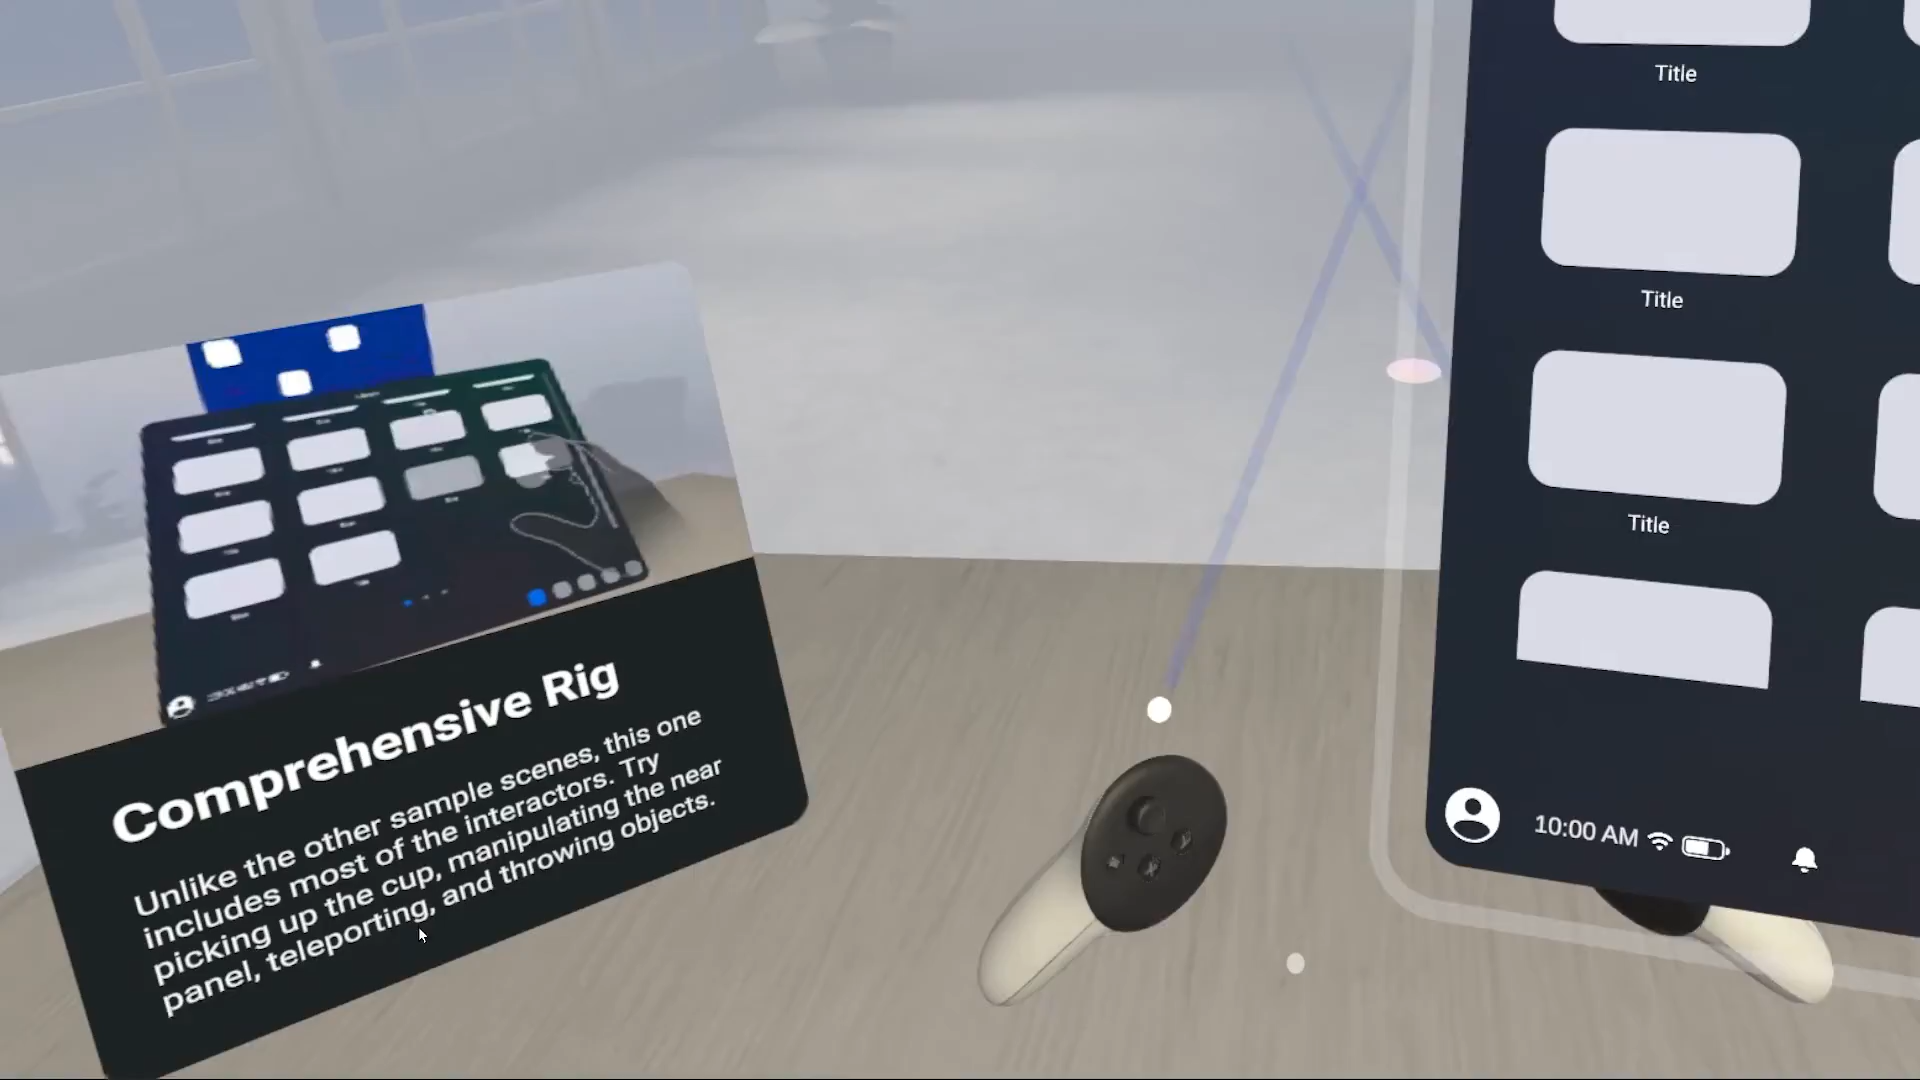 Comprehensive Rig
Unlike the other sample scenes, this one
includes most of the interactors. Try
picking up the cup, manipulating the near
panel, teleporting, and throwing objects.
Title
Title
Title
10:00 AM
Y
X